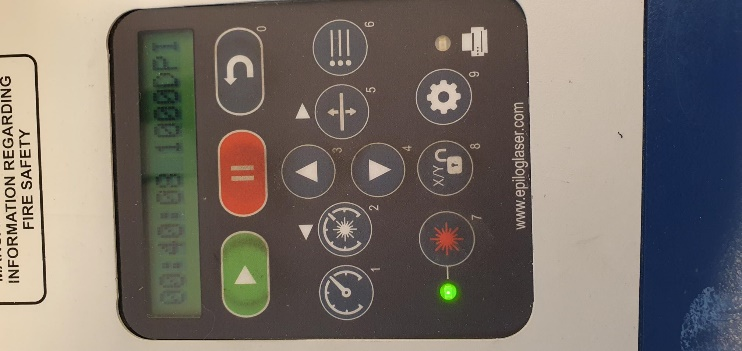 INFORMATION REGARDING
FIRE SAFETY
00:40:03 1000DPI
0
1 2 3 4 5 6
X/Y
7 8 9
www.epiloglaser.com